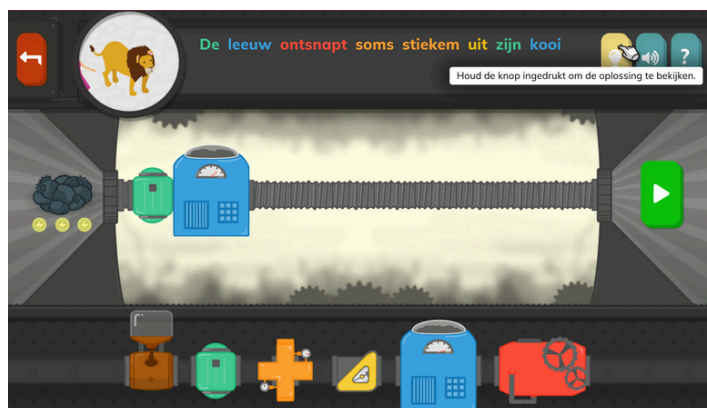 De leeuw ontsnapt soms stiekem uit zijn kooi
?
Houd de knop ingedrukt om de oplossing te bekijken.